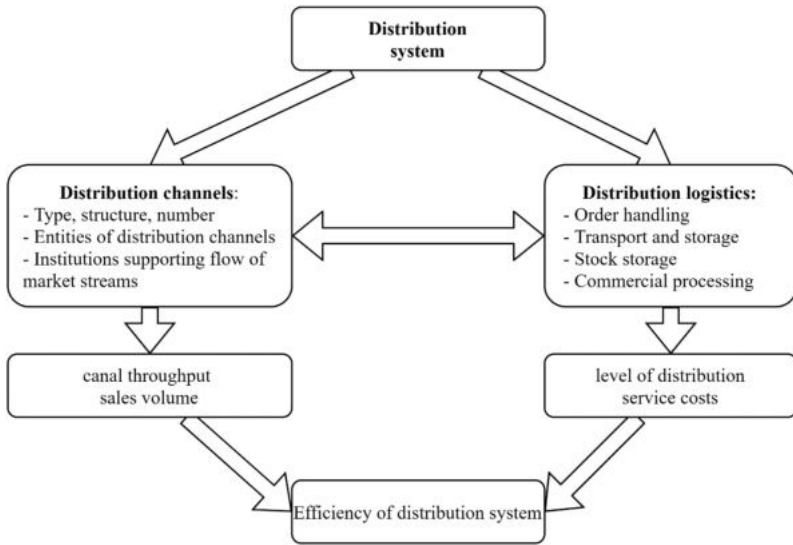 Distribution
system
Distribution channels:
- Type, structure, number
- Entities of distribution channels
- Institutions supporting flow of
market streams
Distribution logistics:
- Order handling
- Transport and storage
- Stock storage
- Commercial processing
canal throughput
sales volume
level of distribution
service costs
Efficiency of distribution system